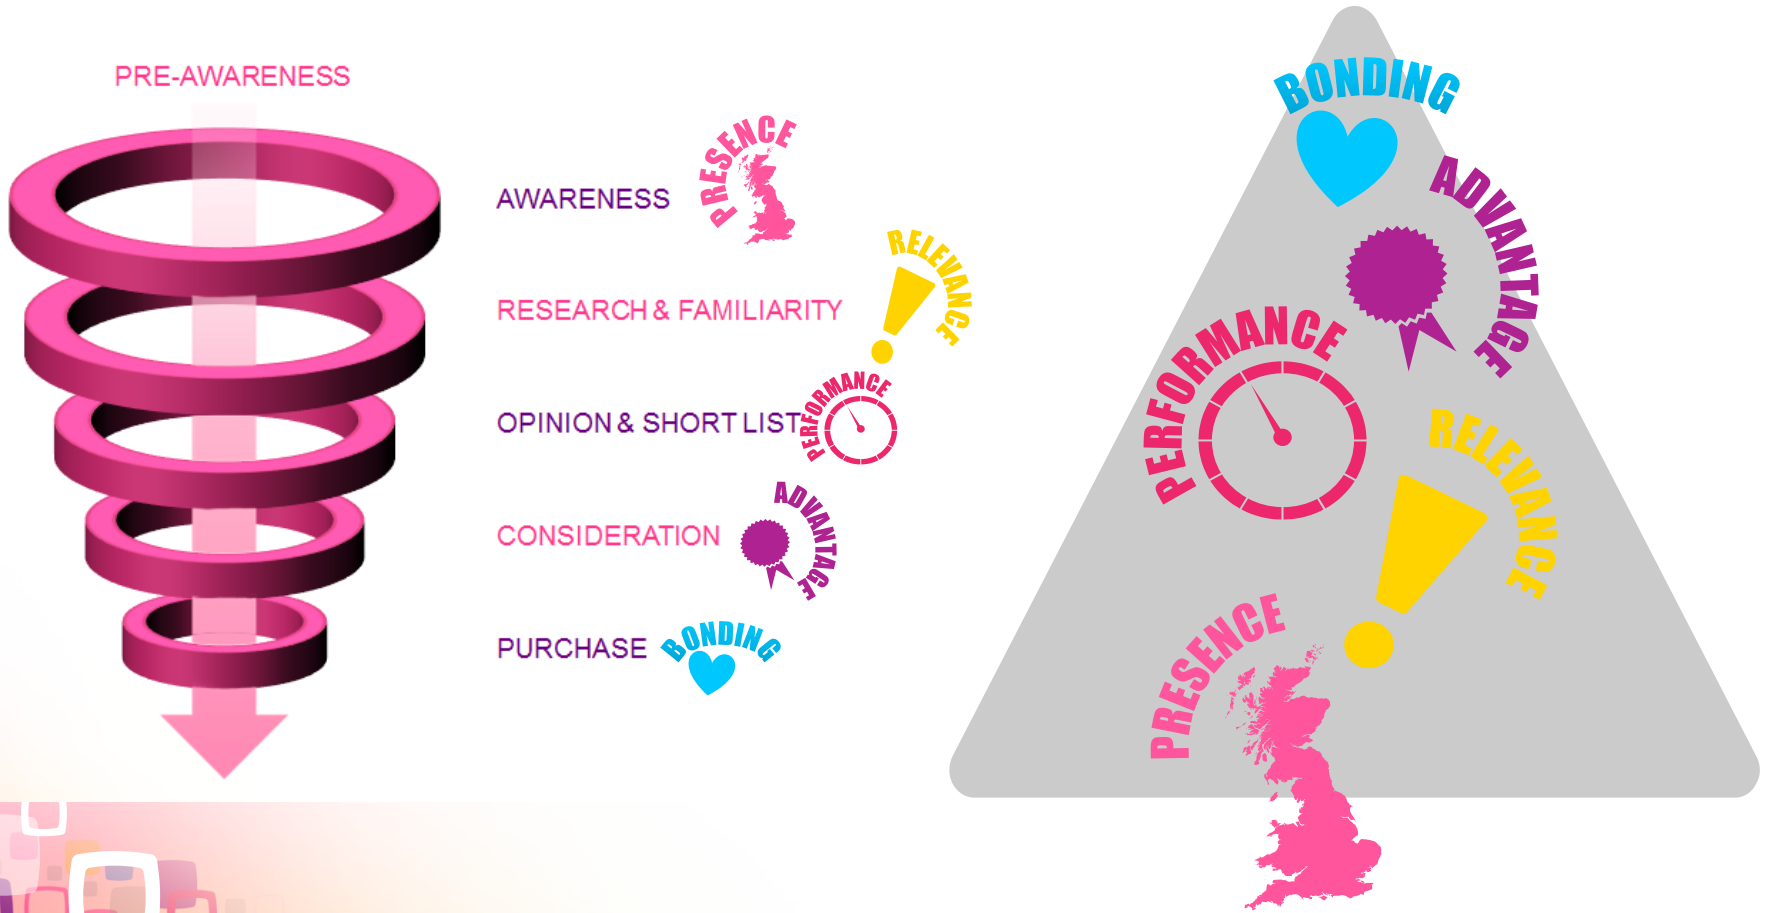 PRE-AWARENESS
AWARENESS
PRESENCE
RESEARCH & FAMILIARITY
RELEVANCE
OPINION & SHORT LIST
PERFORMANCE
CONSIDERATION
ADVANTAGE
PURCHASE
BONDING
BONDING
ADVANTAGE
PERFORMANCE
RELEVANCE
PRESENCE